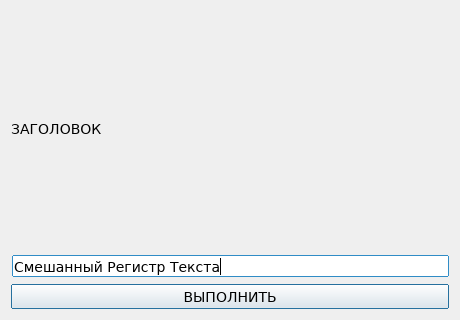 ЗАГОЛОВОК
Смешанный Регистр Текста
ВЫПОЛНИТЬ